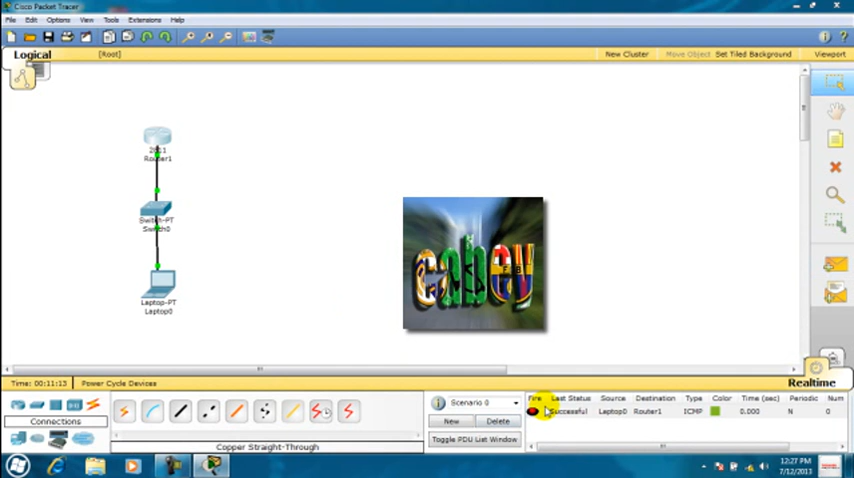 Cisco Packet Tracer
File Edit Options View Tools Extensions Help
Logical [Root] New Cluster Move Object Set Tiled Background Viewport
Router1
Switch-PT
Switch0
Laptop-PT
Laptop0
cabey
FCB
Time: 00:11:13 Power Cycle Devices Realtime
Connections
Copper Straight-Through
Scenario 0
New Delete
Toggle PDU List Window
Fire Last Status Source Destination Type Color Time (sec) Periodic Num
Successful Laptop0 Router1 ICMP 0.000 N 0
12:27 PM
7/12/2013